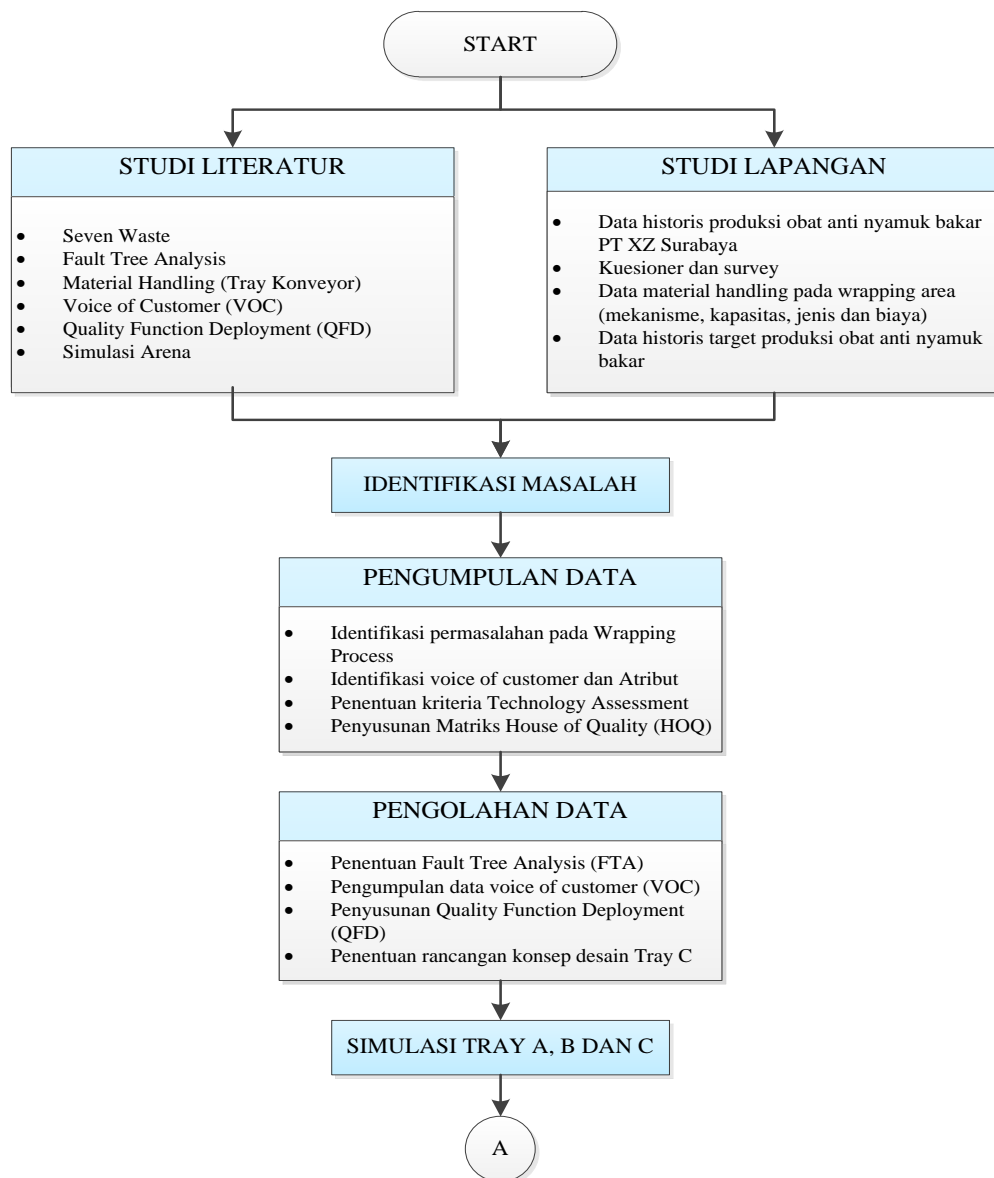 START
STUDI LITERATUR
• Seven Waste
• Fault Tree Analysis
• Material Handling (Tray Konveyor)
• Voice of Customer (VOC)
• Quality Function Deployment (QFD)
• Simulasi Arena
STUDI LAPANGAN
• Data historis produksi obat anti nyamuk bakar
PT XZ Surabaya
• Kuesioner dan survey
• Data material handling pada wrapping area
(mekanisme, kapasitas, jenis dan biaya)
• Data historis target produksi obat anti nyamuk
bakar
IDENTIFIKASI MASALAH
PENGUMPULAN DATA
• Identifikasi permasalahan pada Wrapping
Process
• Identifikasi voice of customer dan Atribut
• Penentuan kriteria Technology Assessment
• Penyusunan Matriks House of Quality (HOQ)
PENGOLAHAN DATA
• Penentuan Fault Tree Analysis (FTA)
• Pengumpulan data voice of customer (VOC)
• Penyusunan Quality Function Deployment
(QFD)
• Penentuan rancangan konsep desain Tray C
SIMULASI TRAY A, B DAN C
A